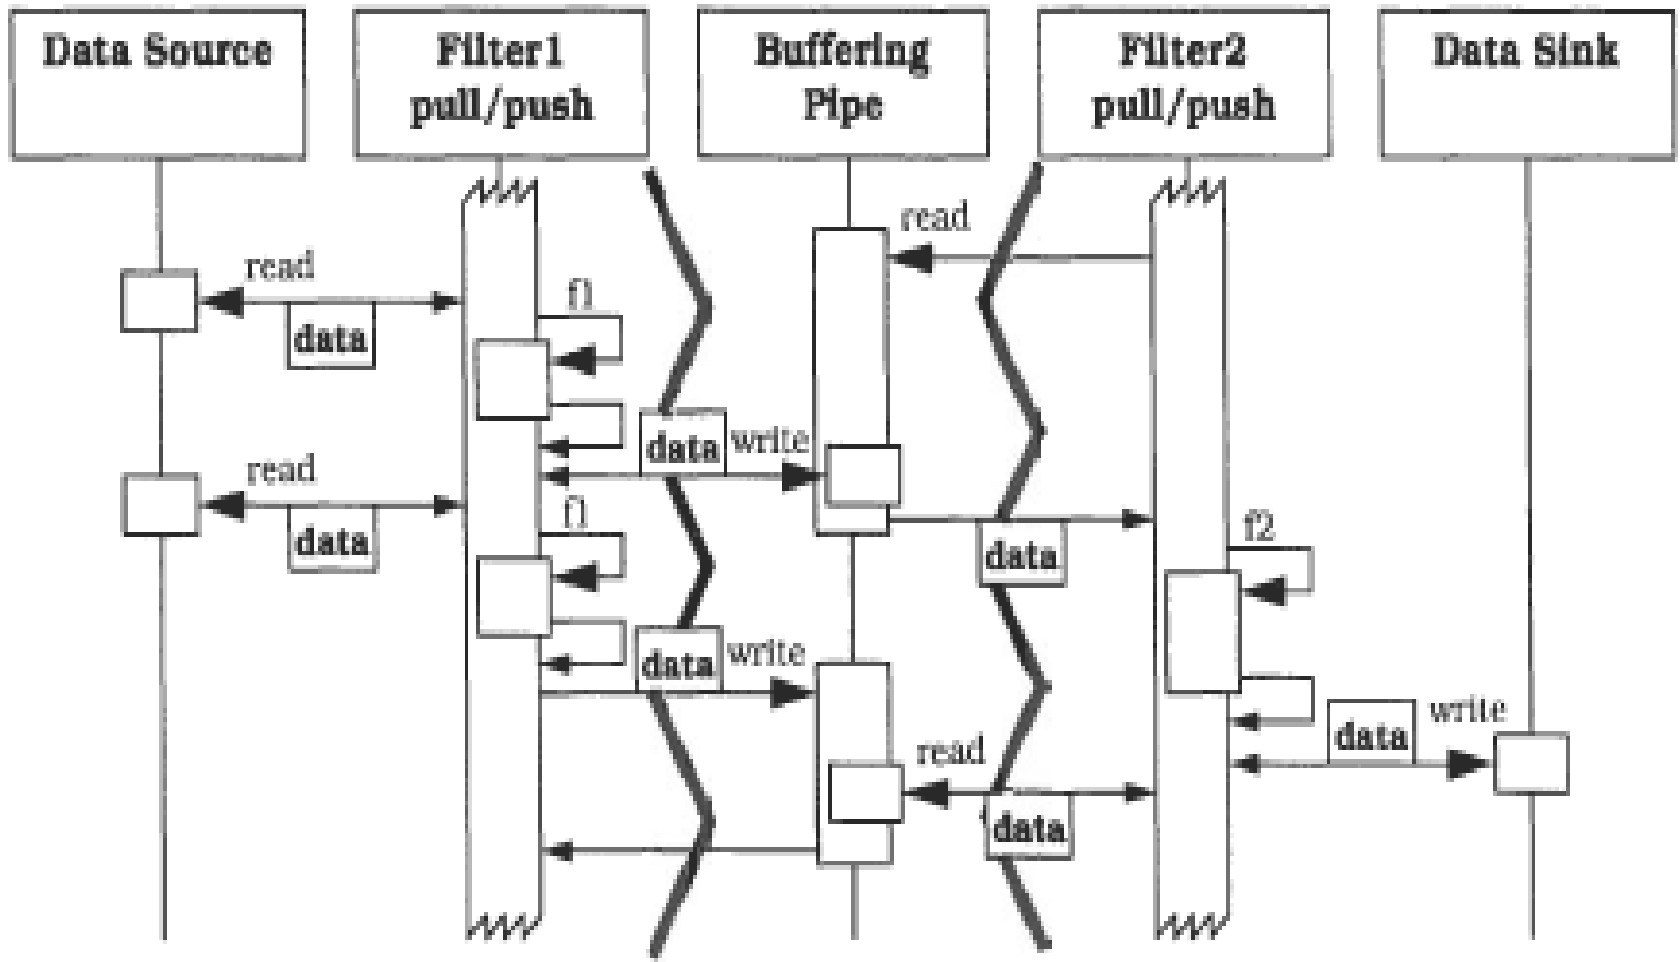 Data Source
Filter1
pull/push
Buffering
Pipe
Filter2
pull/push
Data Sink
read
read
data
f1
data
write
read
data
f1
data
f2
data
write
data
write
read
data